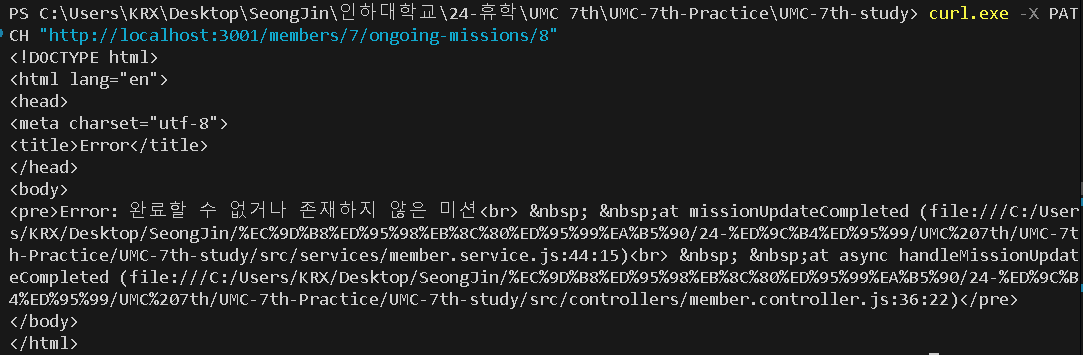 PS C:\Users\KRX\Desktop\SeongJin\인하대학교\24-휴학\UMC 7th\UMC-7th-Practice\UMC-7th-study> curl.exe -X PAT
CH "http://localhost:3001/members/7/ongoing-missions/8"
<!DOCTYPE html>
<html lang="en">
<head>
<meta charset="utf-8">
<title>Error</title>
</head>
<body>
<pre>Error: 완료할 수 없거나 존재하지 않은 미션<br> &nbsp; &nbsp;at missionUpdateCompleted (file:///C:/User
s/KRX/Desktop/SeongJin/%EC%9D%B8%ED%95%98%EB%8C%80%ED%95%99%EA%B5%90/24-%ED%9C%B4%ED%95%99/UMC%207th/UMC-7t
h-Practice/UMC-7th-study/src/services/member.service.js:44:15)<br> &nbsp; &nbsp;at async handleMissionUpdat
eCompleted (file:///C:/Users/KRX/Desktop/SeongJin/%EC%9D%B8%ED%95%98%EB%8C%80%ED%95%99%EA%B5%90/24-%ED%9C%B
4%ED%95%99/UMC%207th/UMC-7th-Practice/UMC-7th-study/src/controllers/member.controller.js:36:22)</pre>
</body>
</html>